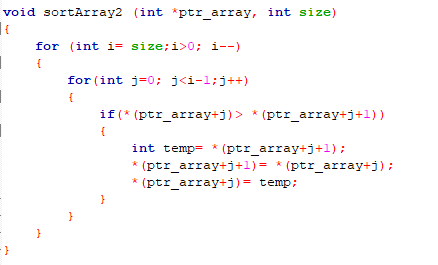 void sortArray2 (int *ptr_array, int size)
{
for (int i= size;i>0; i--)
{
for(int j=0; j<i-1;j++)
{
if(*(ptr_array+j)> *(ptr_array+j+1))
{
int temp= *(ptr_array+j+1);
*(ptr_array+j+1)= *(ptr_array+j);
*(ptr_array+j)= temp;
}
}
}
}